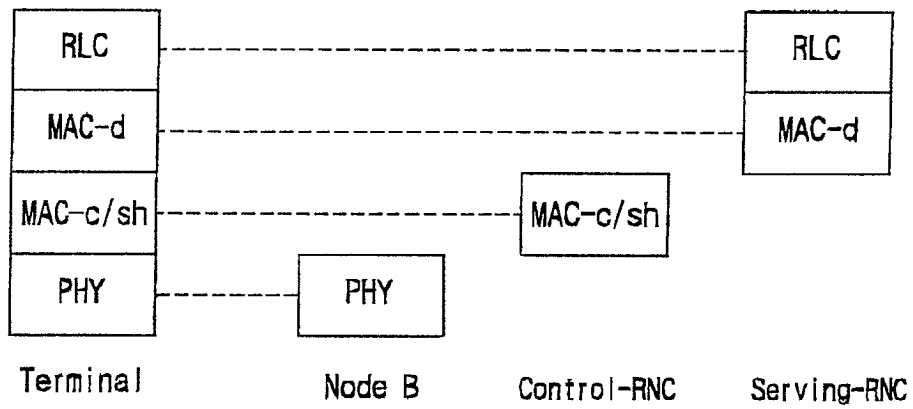 RLC RLC
MAC-d MAC-d
MAC-c/sh MAC-c/sh
PHY PHY
Terminal Node B Control-RNC Serving-RNC